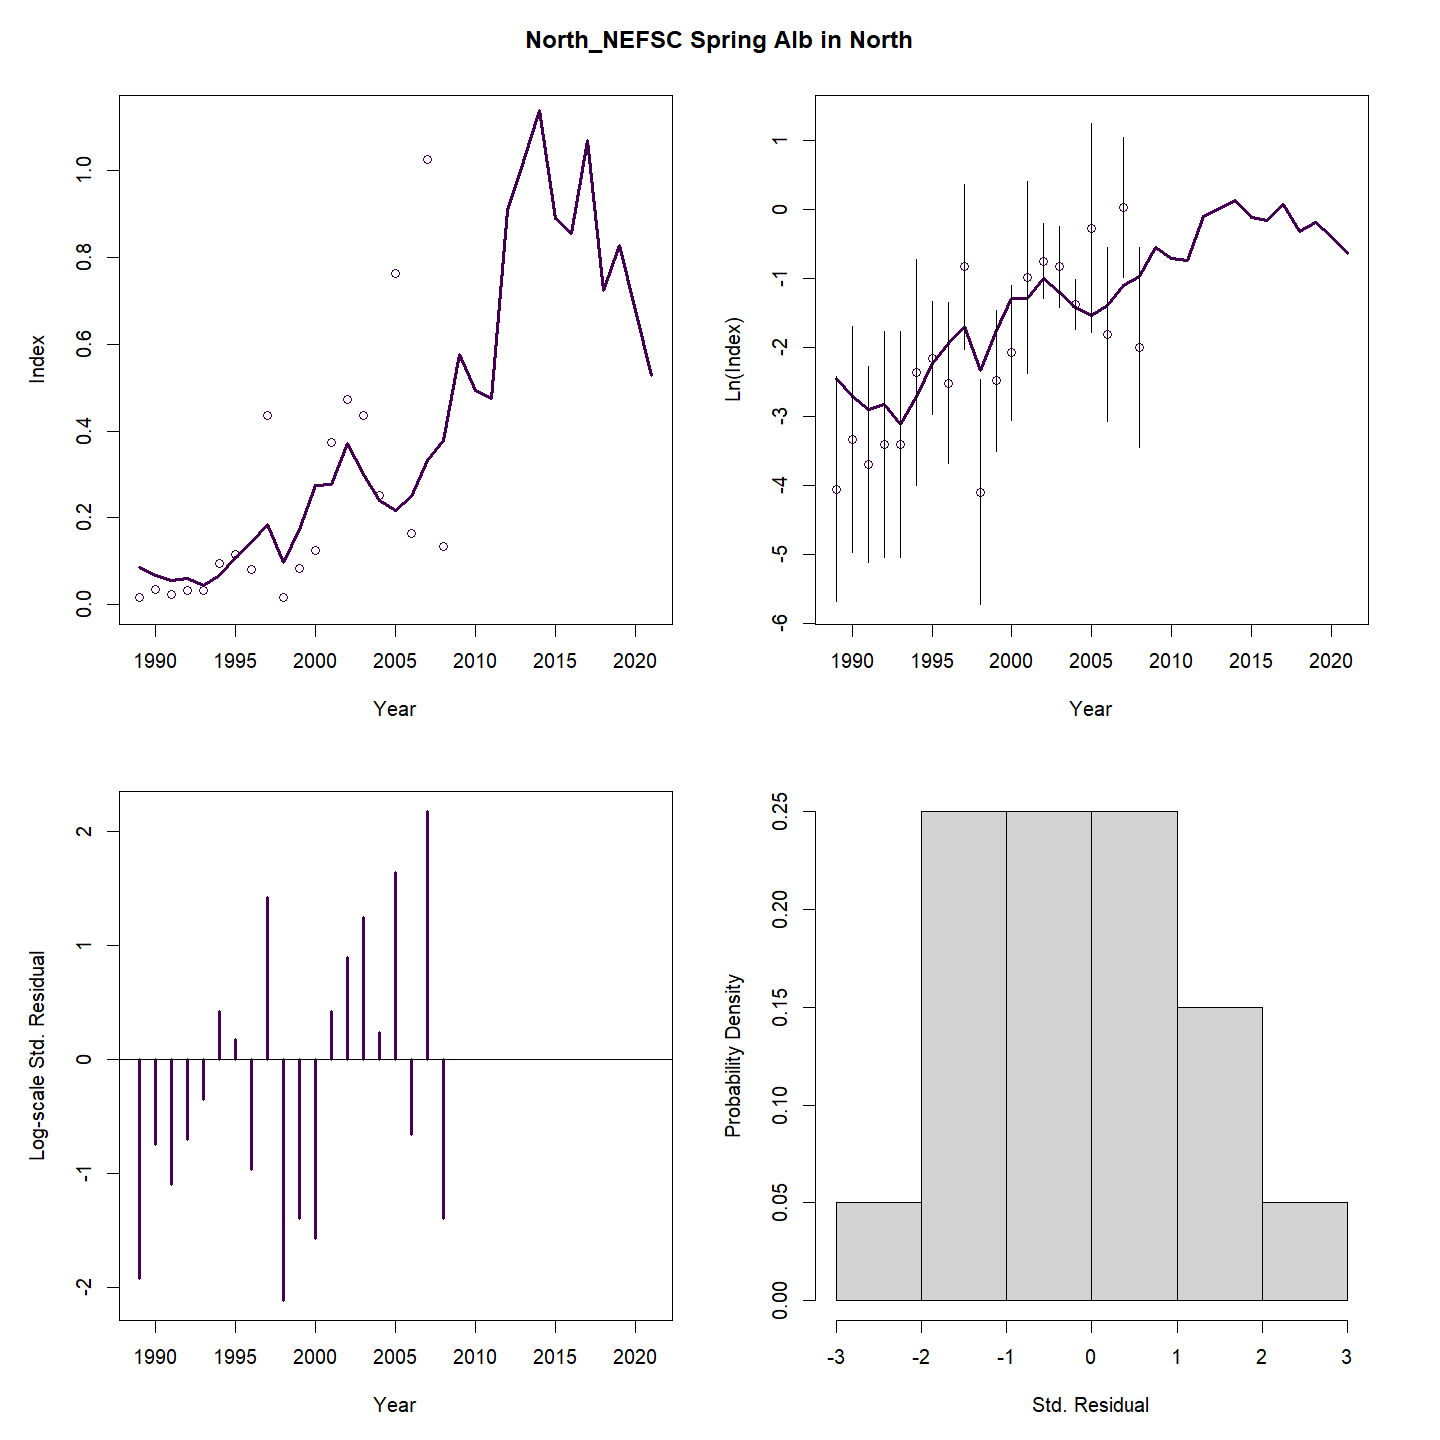 North_NEFSC Spring Alb in North
Index
0.0 0.2 0.4 0.6 0.8 1.0
1990 1995 2000 2005 2010 2015 2020
Year
Ln(Index)
-6 -5 -4 -3 -2 -1 0 1
1990 1995 2000 2005 2010 2015 2020
Year
Log-scale Std. Residual
-2 -1 0 1 2
1990 1995 2000 2005 2010 2015 2020
Year
Probability Density
0.00 0.05 0.10 0.15 0.20 0.25
-3 -2 -1 0 1 2 3
Std. Residual